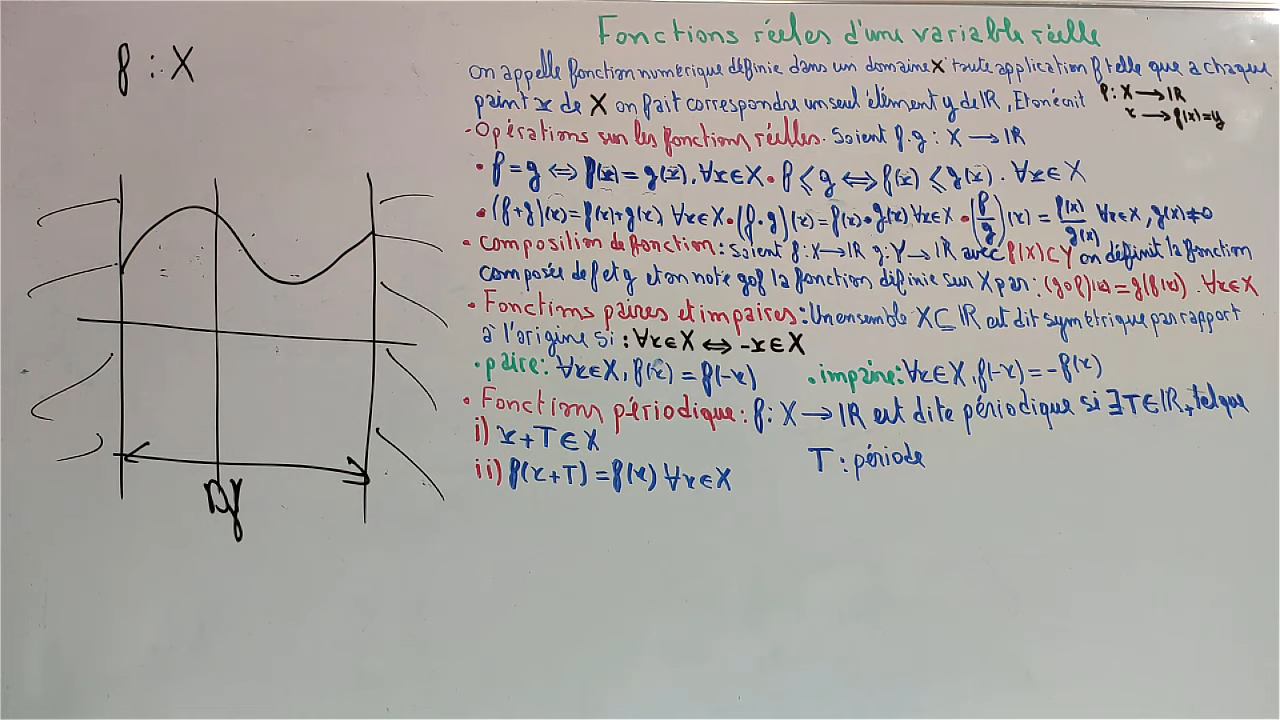 f : X
Df
Fonctions réeles d'une variable réelle
on appelle fonction numérique définie dans un domaine X toute application f telle que a chaque
point x de X on fait correspondre un seul élément y de IR, Et on écrit f : X → IR
x → f(x)=y
• Opérations sur les fonctions réelles. Soient f.g : X → IR
• f = g ⇔ f(x) = g(x), ∀x∈X • f ≤ g ⇔ f(x) ≤ g(x). ∀x∈X
• (f+g)(x)=f(x)+g(x) ∀x∈X • (f•g)(x)=f(x)•g(x) ∀x∈X • (f/g)(x) = f(x)/g(x) ∀x∈X, g(x)≠0
• composition de fonction : soient f : X → IR g : Y → IR avec f(X)⊂Y on définit la fonction
composée de f et g et on note gof la fonction définie sur X par : (gof)(x)=g(f(x)). ∀x∈X
• Fonctions paires et impaires : Un ensemble X⊆IR est dit symétrique par rapport
à l'origine si : ∀x∈X ⇔ -x∈X
• paire : ∀x∈X, f(x) = f(-x) • impaire : ∀x∈X, f(-x) = -f(x)
• Fonctions périodique : f : X → IR est dite périodique si ∃T∈IR+ tel que
i) x+T∈X
T : période
ii) f(x+T) = f(x) ∀x∈X